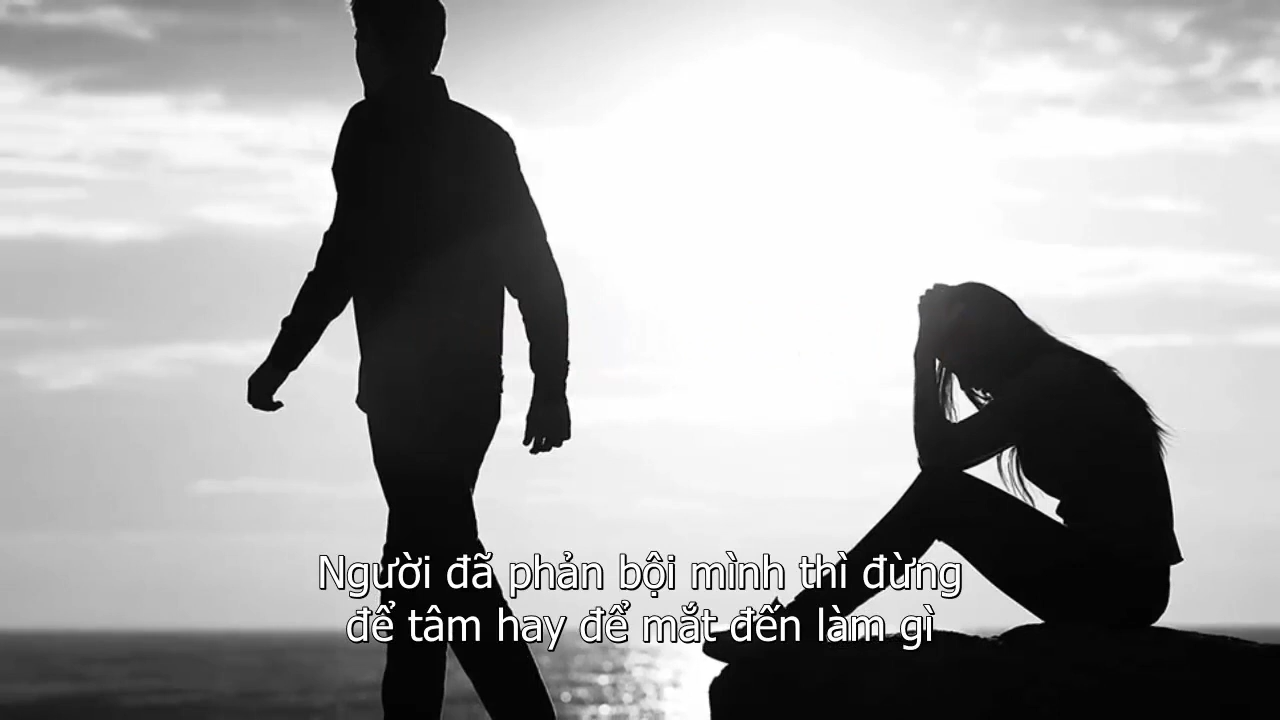 Người đã phản bội mình thì đừng
để tâm hay để mắt đến làm gì